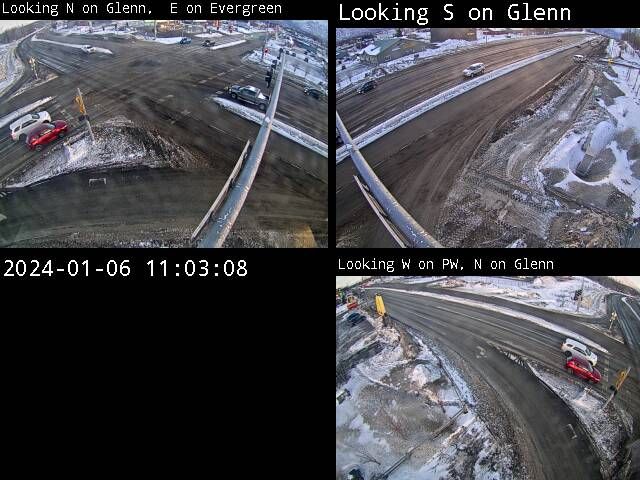 Looking N on Glenn, E on Evergreen
Looking S on Glenn
2024-01-06 11:03:08
Looking W on PW, N on Glenn